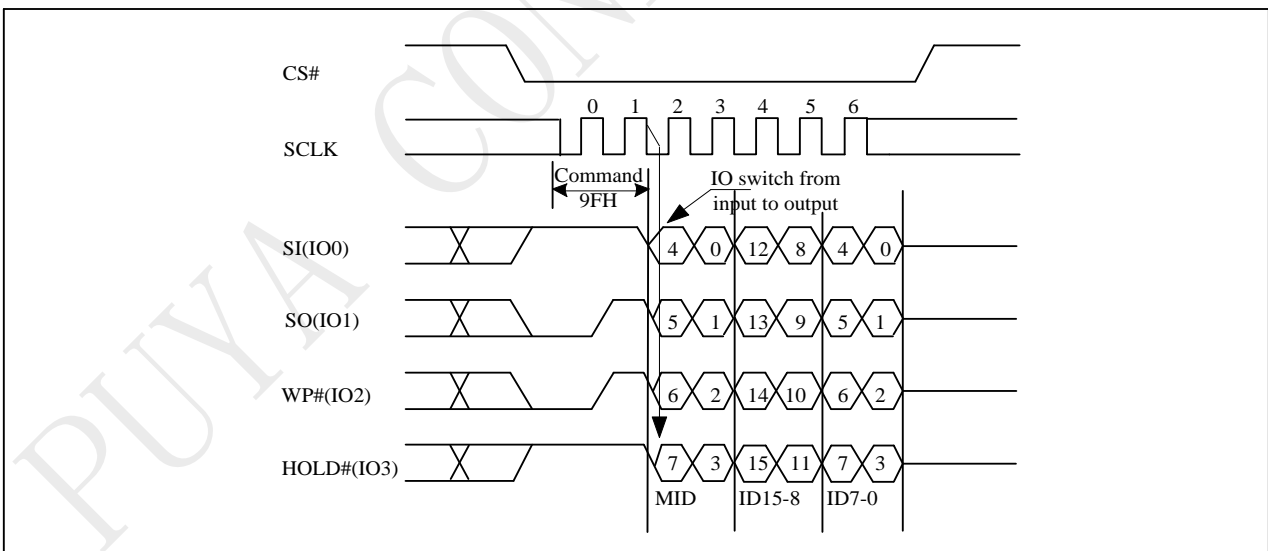 PUYA CON
CS#
0 1 2 3 4 5 6
SCLK
Command
9FH
IO switch from
input to output
SI(IO0)
4 0 12 8 4 0
SO(IO1)
5 1 13 9 5 1
WP#(IO2)
6 2 14 10 6 2
HOLD#(IO3)
7 3 15 11 7 3
MID ID15-8 ID7-0